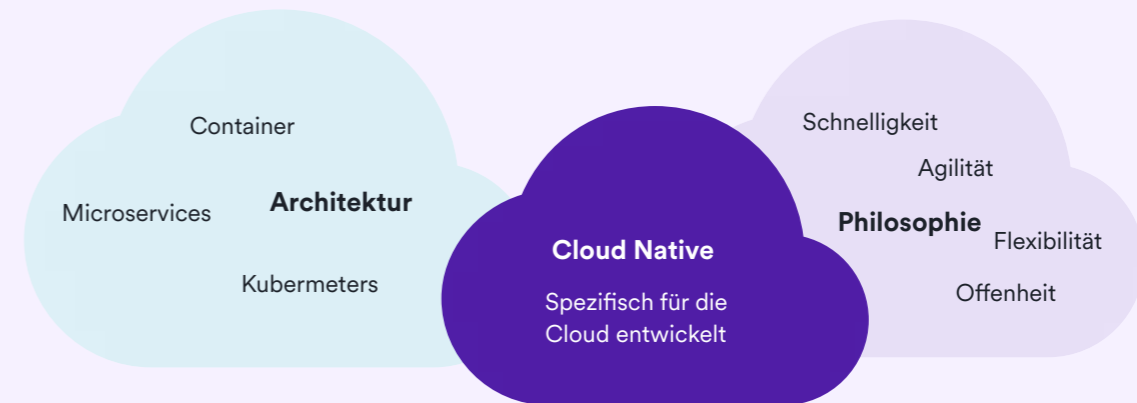 Container
Microservices
Architektur
Kubermeters
Cloud Native
Spezifisch für die
Cloud entwickelt
Schnelligkeit
Agilität
Philosophie
Flexibilität
Offenheit